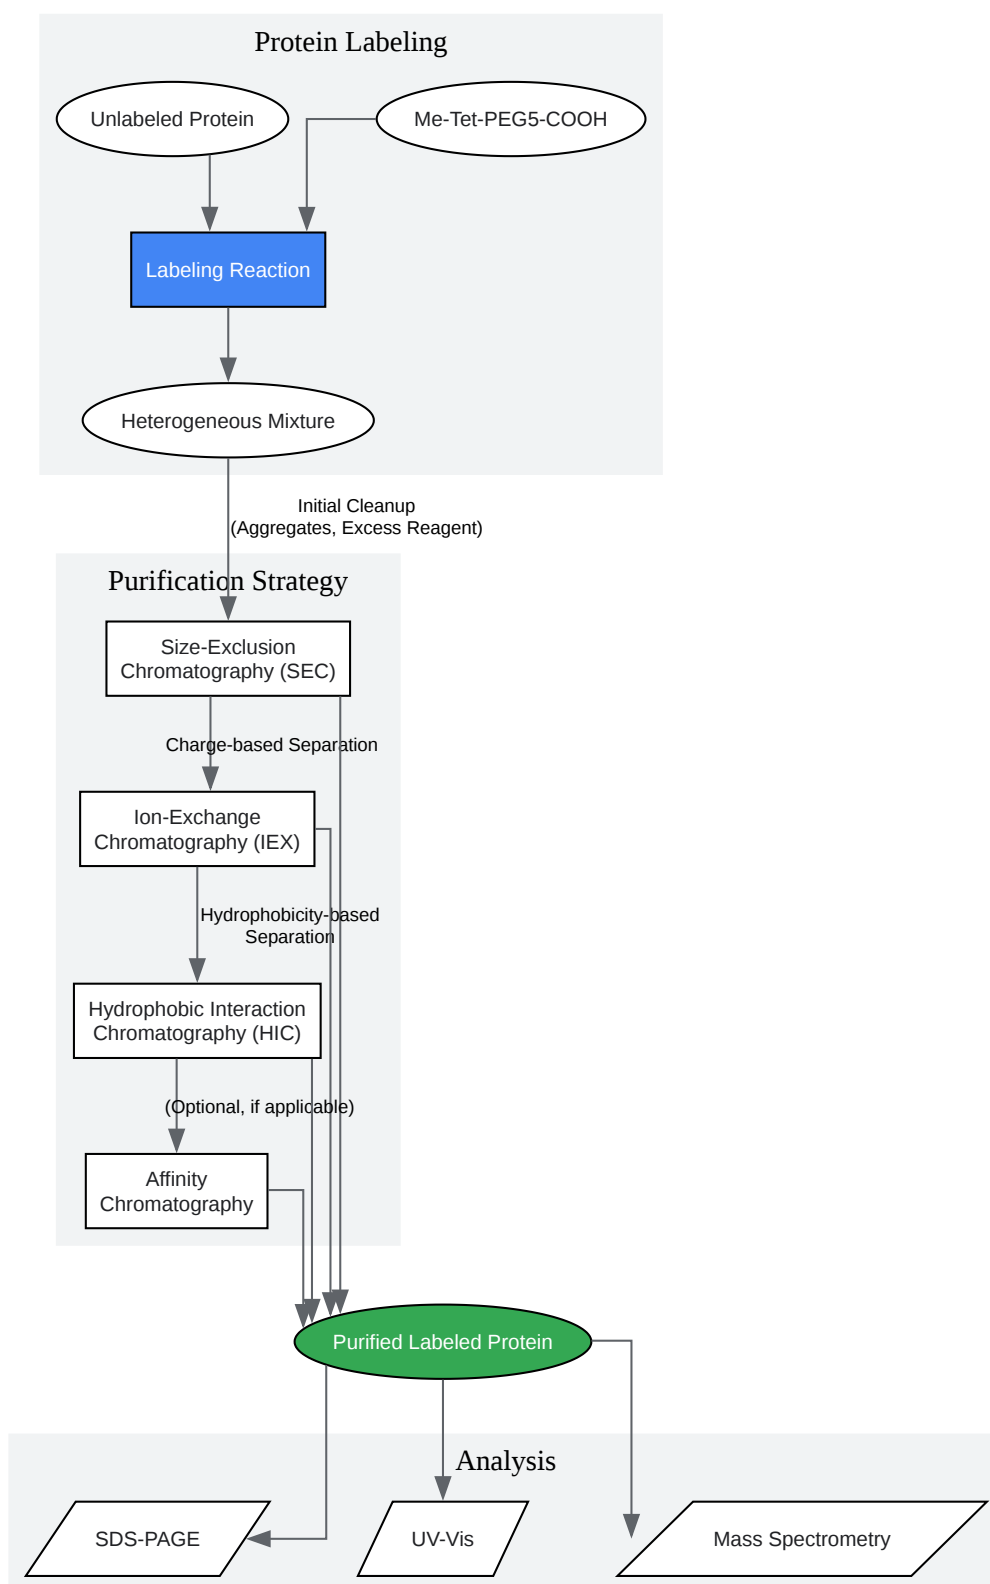 Protein Labeling
Unlabeled Protein
Me-Tet-PEG5-COOH
Labeling Reaction
Heterogeneous Mixture
Initial Cleanup
(Aggregates, Excess Reagent)
Purification Strategy
Size-Exclusion
Chromatography (SEC)
Charge-based Separation
Ion-Exchange
Chromatography (IEX)
Hydrophobicity-based
Separation
Hydrophobic Interaction
Chromatography (HIC)
(Optional, if applicable)
Affinity
Chromatography
Purified Labeled Protein
Analysis
SDS-PAGE
UV-Vis
Mass Spectrometry